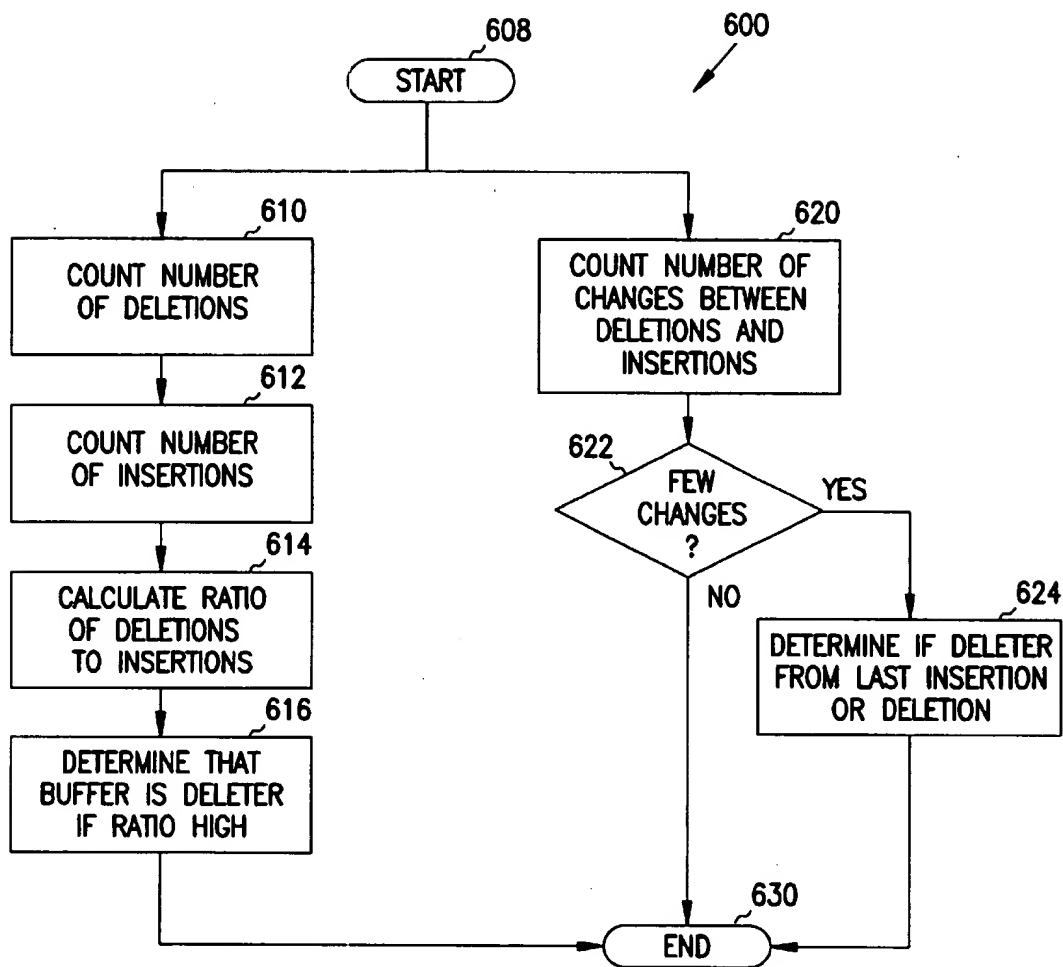 600
608
START
610
COUNT NUMBER
OF DELETIONS
612
COUNT NUMBER
OF INSERTIONS
614
CALCULATE RATIO
OF DELETIONS
TO INSERTIONS
616
DETERMINE THAT
BUFFER IS DELETER
IF RATIO HIGH
620
COUNT NUMBER OF
CHANGES BETWEEN
DELETIONS AND
INSERTIONS
622
FEW
CHANGES
?
YES
NO
624
DETERMINE IF DELETER
FROM LAST INSERTION
OR DELETION
630
END